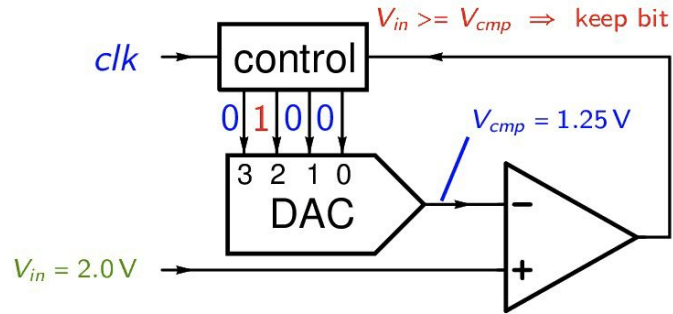 V_in >= V_cmp ⇒ keep bit
clk
control
0 1 0 0
V_cmp = 1.25 V
3 2 1 0
DAC
−
V_in = 2.0 V
+